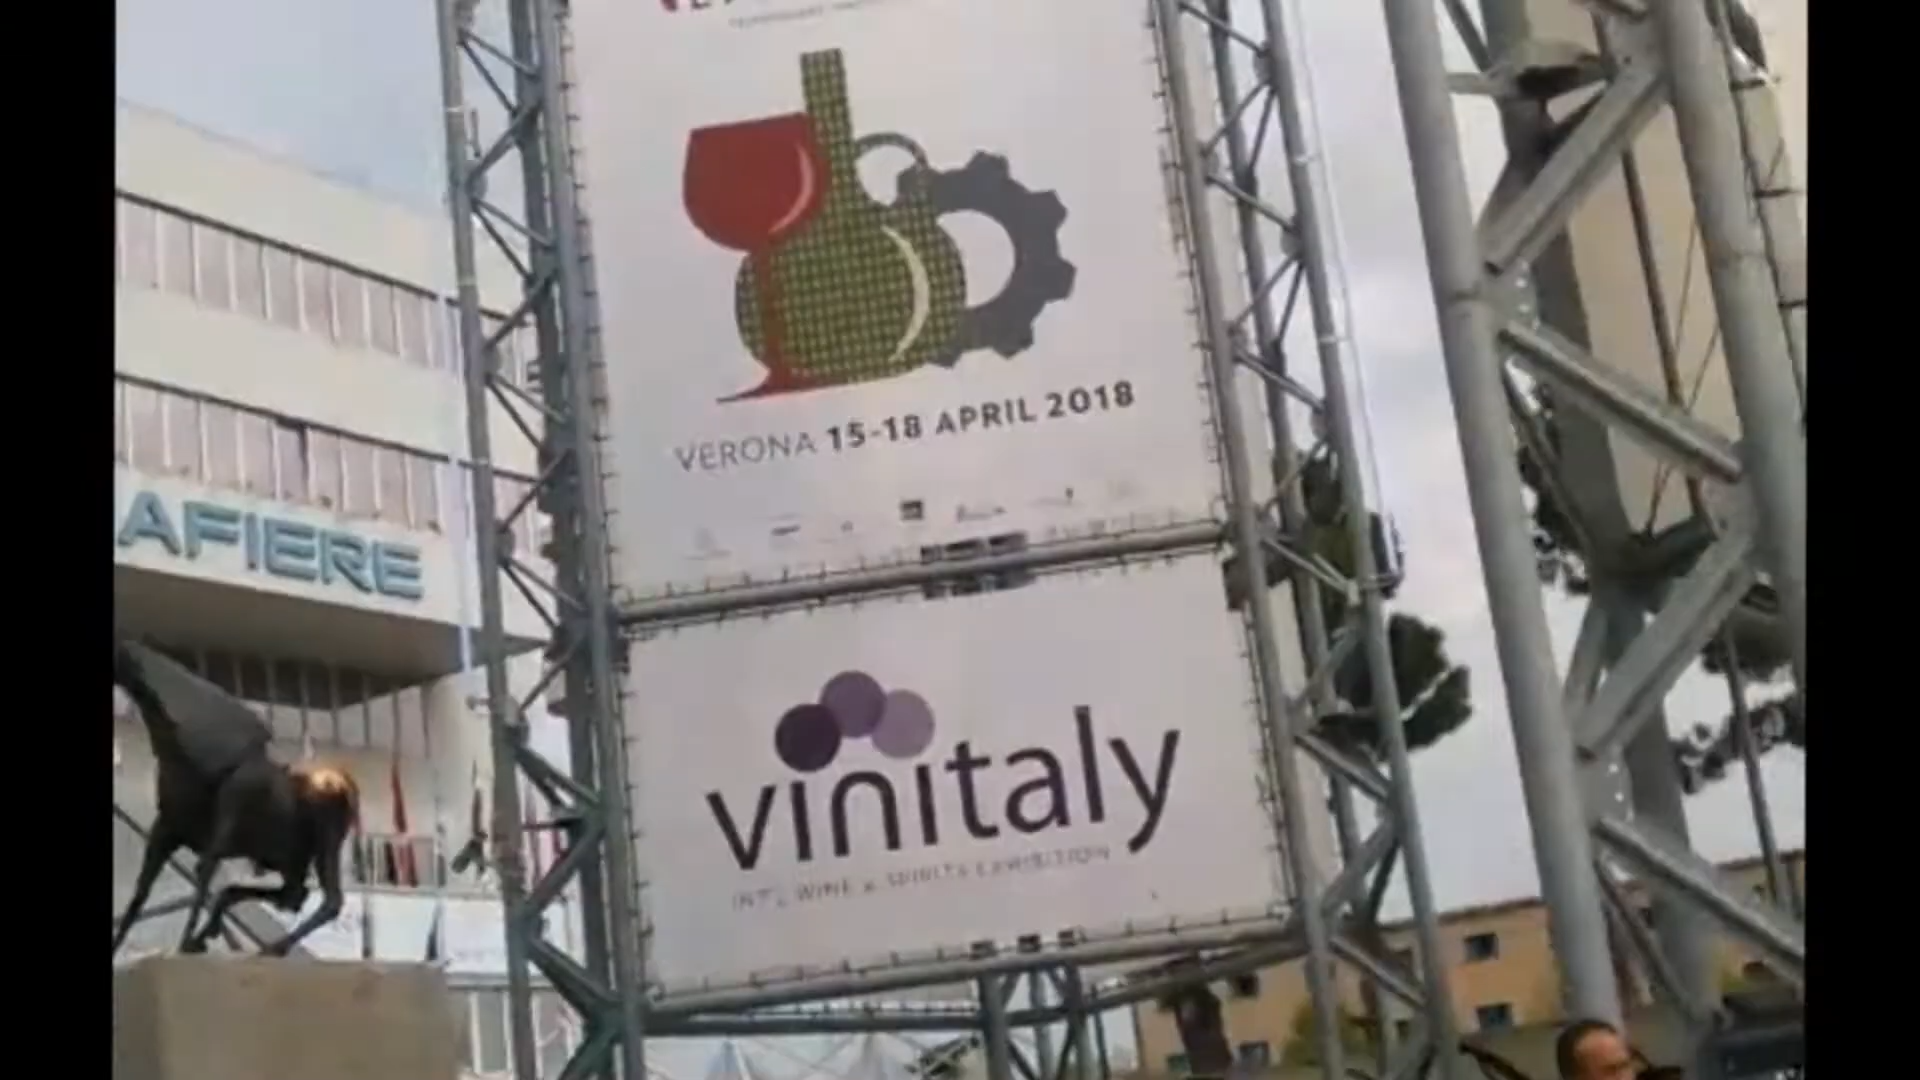 VERONA 15-18 APRIL 2018
AFIERE
vinitaly
INT'L WINE & SPIRITS EXHIBITION